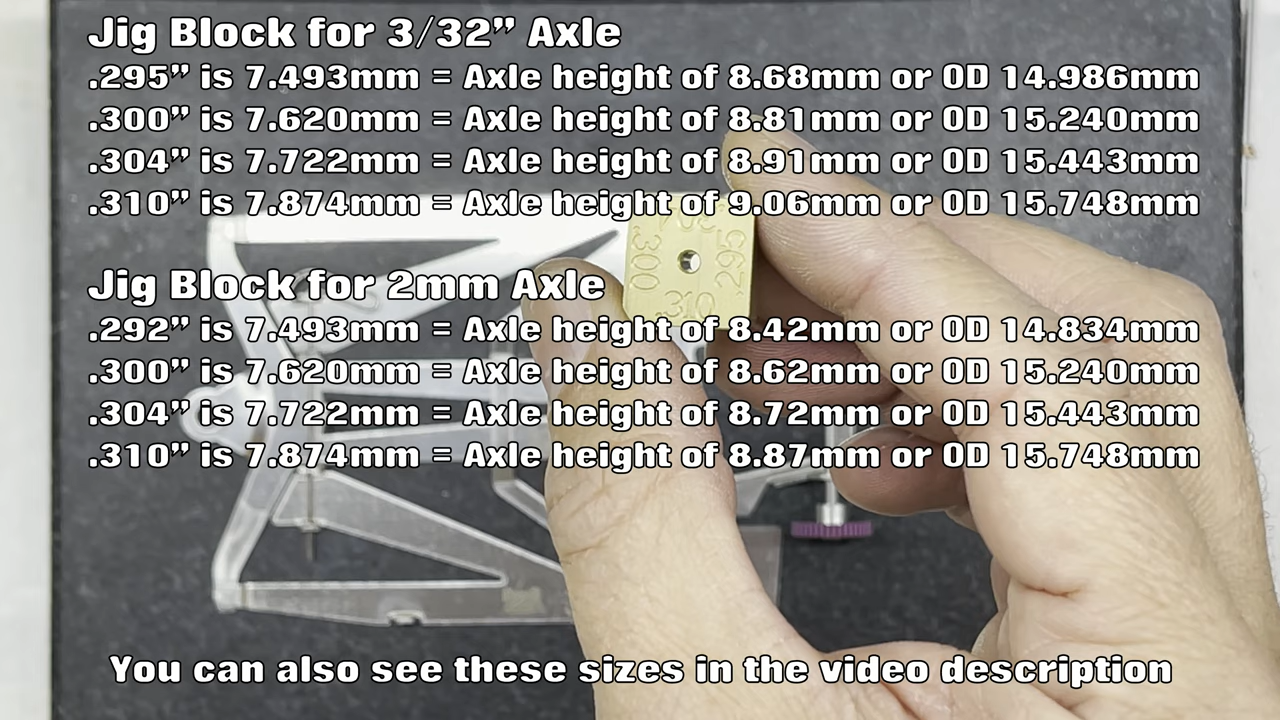 Jig Block for 3/32” Axle
.295” is 7.493mm = Axle height of 8.68mm or OD 14.986mm
.300” is 7.620mm = Axle height of 8.81mm or OD 15.240mm
.304” is 7.722mm = Axle height of 8.91mm or OD 15.443mm
.310” is 7.874mm = Axle height of 9.06mm or OD 15.748mm
.300
.295
.310
Jig Block for 2mm Axle
.292” is 7.493mm = Axle height of 8.42mm or OD 14.834mm
.300” is 7.620mm = Axle height of 8.62mm or OD 15.240mm
.304” is 7.722mm = Axle height of 8.72mm or OD 15.443mm
.310” is 7.874mm = Axle height of 8.87mm or OD 15.748mm
You can also see these sizes in the video description